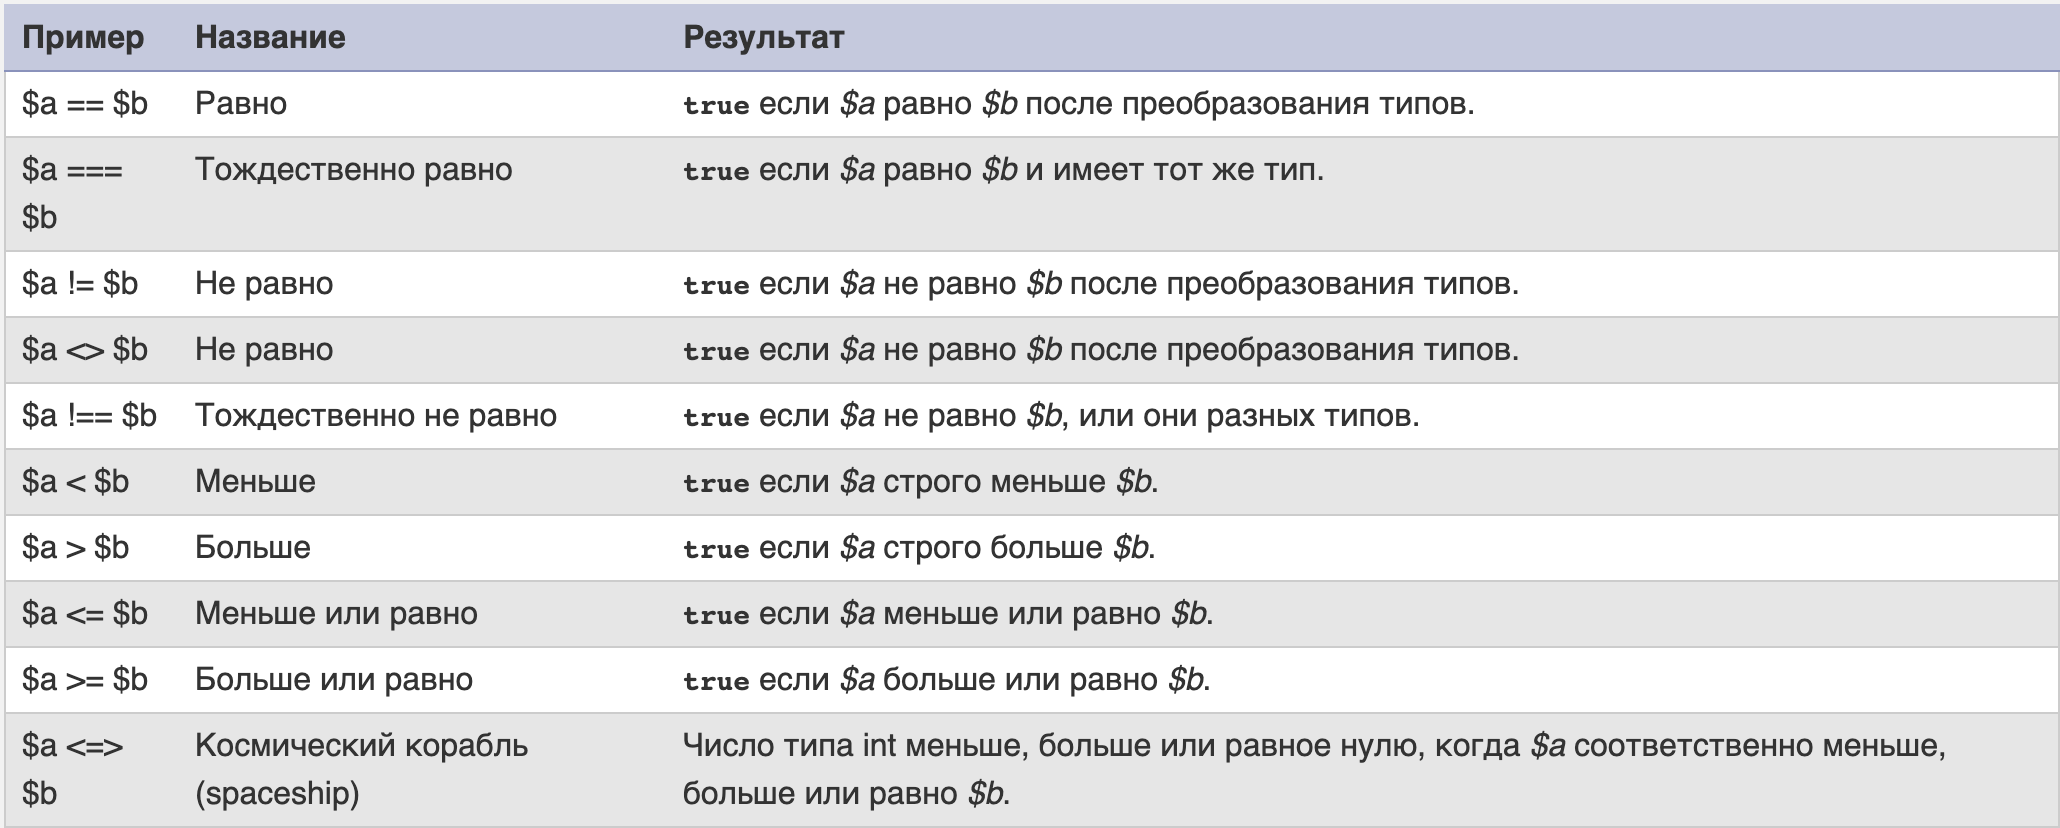 Пример Название Результат
$a == $b Равно true если $a равно $b после преобразования типов.
$a === Тождественно равно true если $a равно $b и имеет тот же тип.
$b
$a != $b Не равно true если $a не равно $b после преобразования типов.
$a <> $b Не равно true если $a не равно $b после преобразования типов.
$a !== $b Тождественно не равно true если $a не равно $b, или они разных типов.
$a < $b Меньше true если $a строго меньше $b.
$a > $b Больше true если $a строго больше $b.
$a <= $b Меньше или равно true если $a меньше или равно $b.
$a >= $b Больше или равно true если $a больше или равно $b.
$a <=> Космический корабль Число типа int меньше, больше или равное нулю, когда $a соответственно меньше,
$b (spaceship) больше или равно $b.